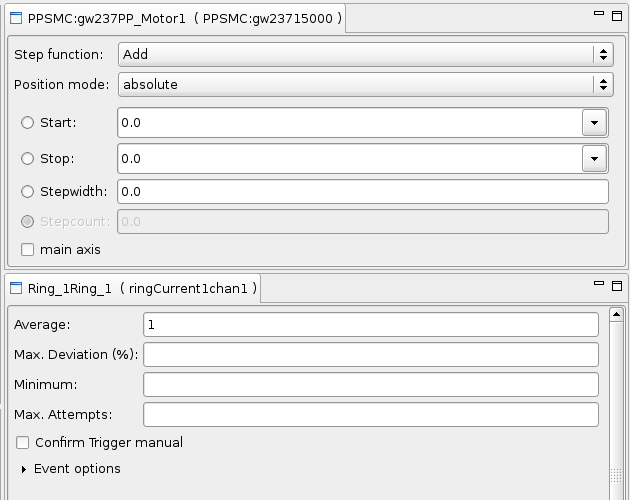 PPSMC:gw237PP_Motor1 ( PPSMC:gw23715000 )
Step function: Add
Position mode: absolute
Start: 0.0
Stop: 0.0
Stepwidth: 0.0
Stepcount: 0.0
main axis
Ring_1Ring_1 ( ringCurrent1chan1 )
Average: 1
Max. Deviation (%):
Minimum:
Max. Attempts:
Confirm Trigger manual
Event options